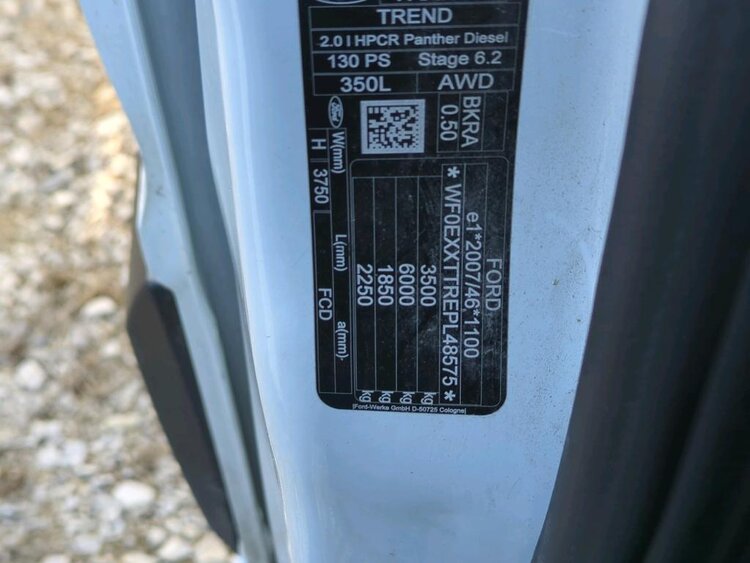 TREND
2.0 l HPCR Panther Diesel
130 PS Stage 6.2
350L AWD
Ford
BKRA
0.50
FORD
e1*2007/46*1100
* WF0EXXTTREPL48575 *
3500 kg
6000 kg
1850 kg
2250 kg
W(mm) L(mm) a(mm)
H 3750 FCD
|Ford-Werke GmbH D-50725 Cologne|